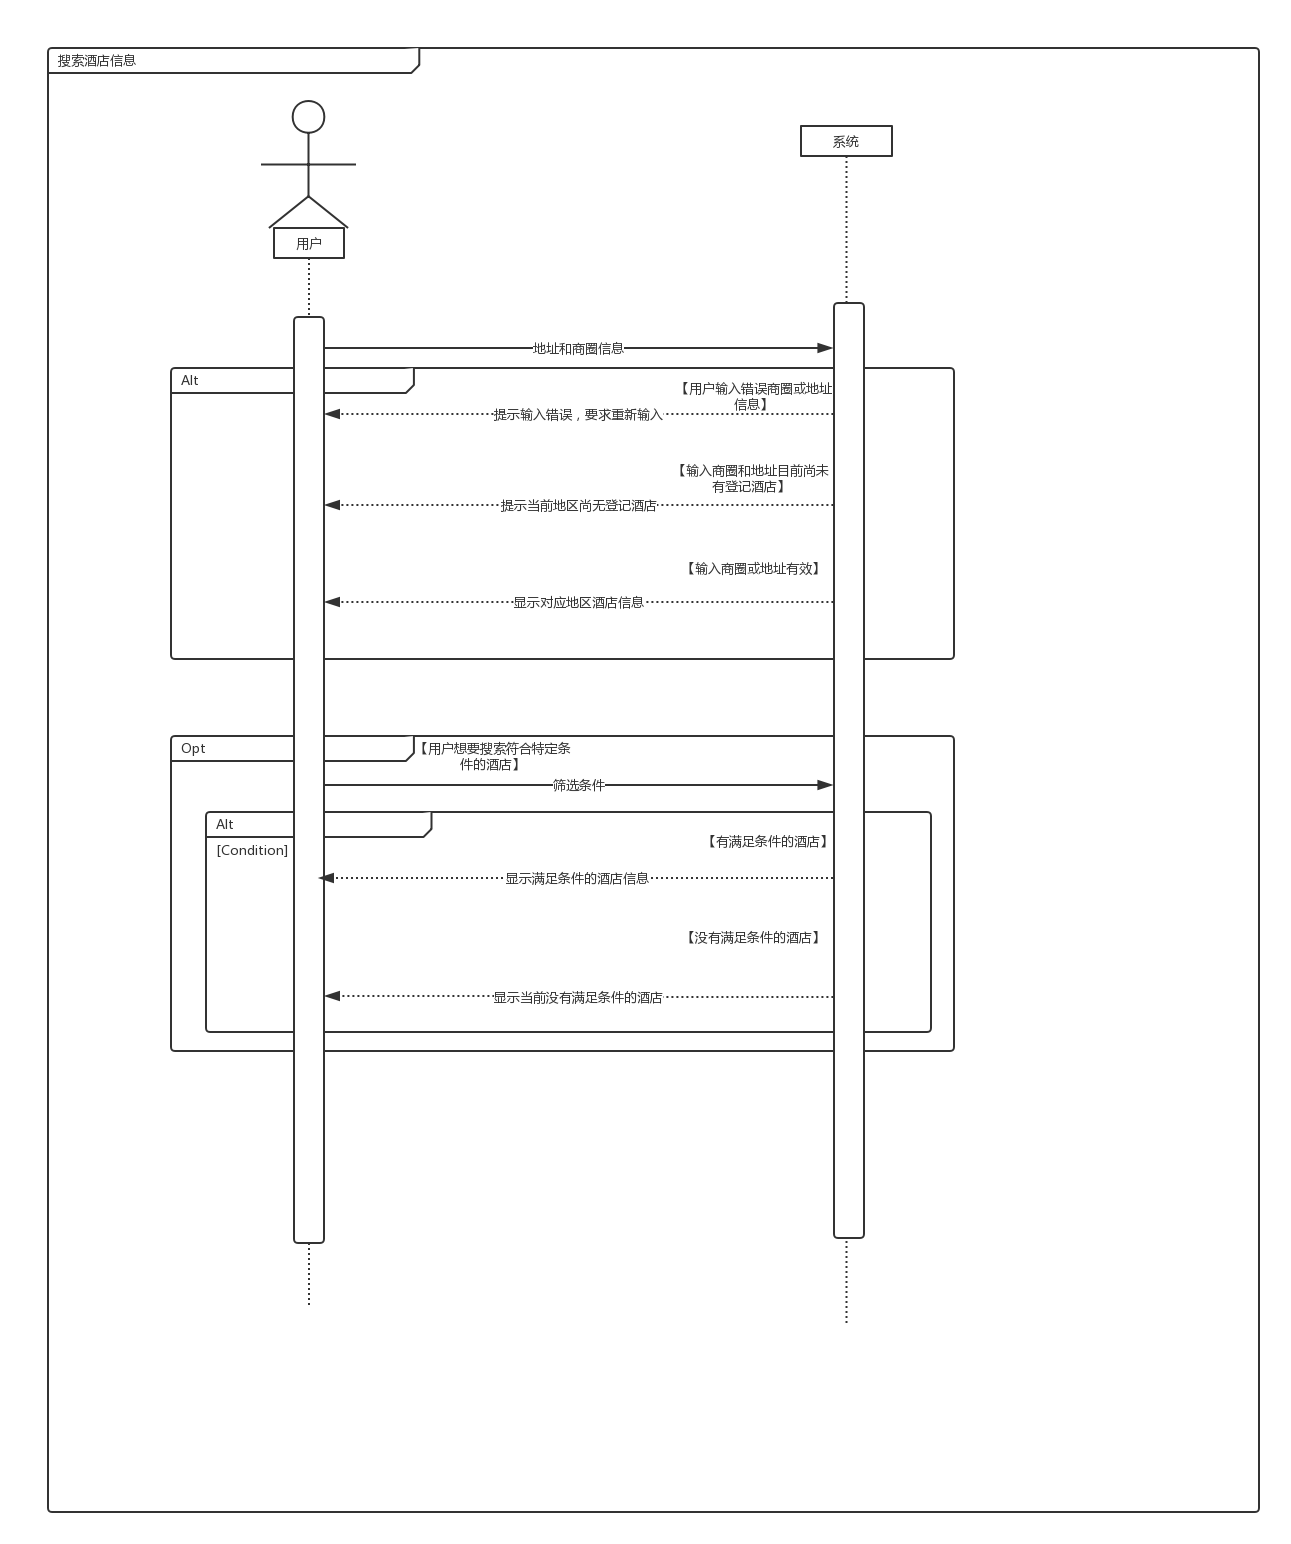 搜索酒店信息
系统
用户
地址和商圈信息
Alt
【用户输入错误商圈或地址
信息】
提示输入错误，要求重新输入
【输入商圈和地址目前尚未
有登记酒店】
提示当前地区尚无登记酒店
【输入商圈或地址有效】
显示对应地区酒店信息
Opt
【用户想要搜索符合特定条
件的酒店】
筛选条件
Alt
【有满足条件的酒店】
[Condition]
显示满足条件的酒店信息
【没有满足条件的酒店】
显示当前没有满足条件的酒店